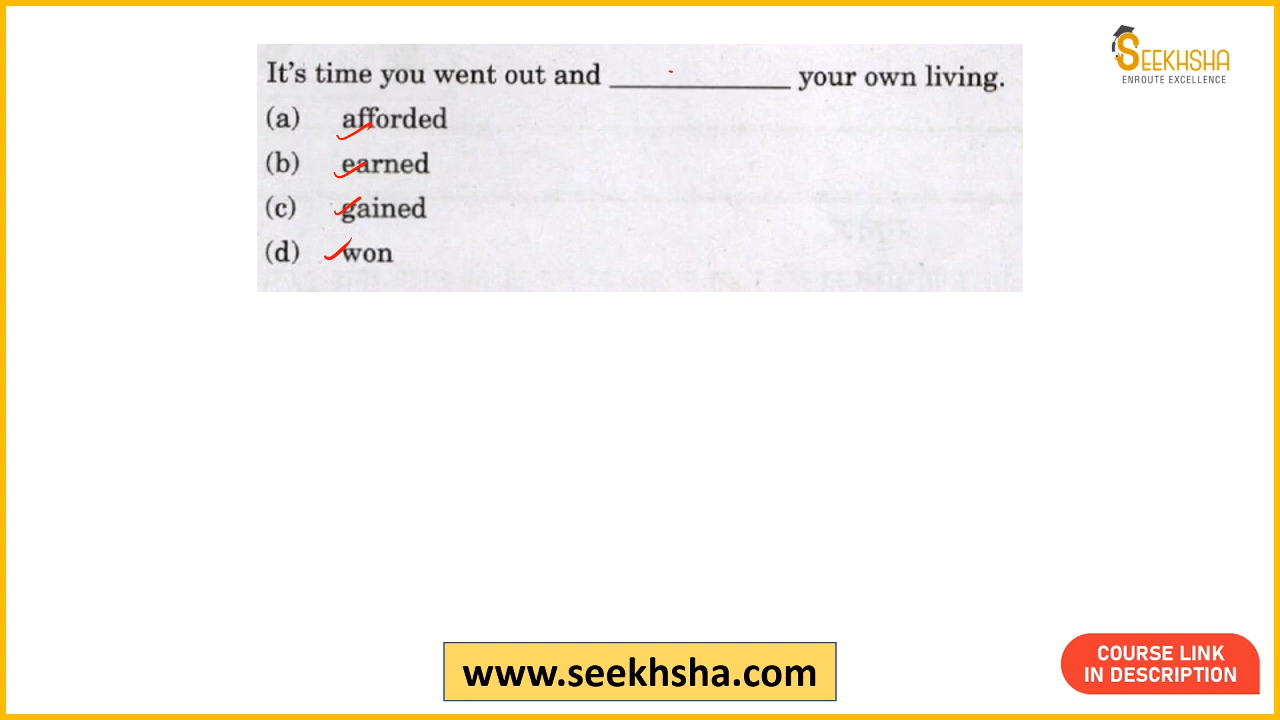 SEEKHSHA
ENROUTE EXCELLENCE
It's time you went out and __________ your own living.
(a) afforded
(b) earned
(c) gained
(d) won
www.seekhsha.com
COURSE LINK
IN DESCRIPTION